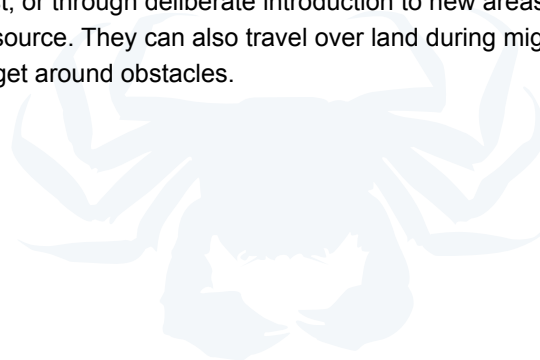 st, or through deliberate introduction to new areas
source. They can also travel over land during mig
get around obstacles.